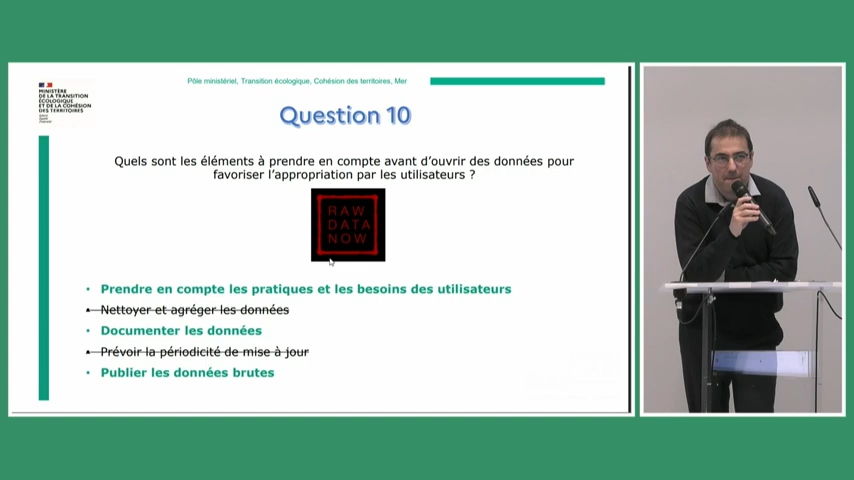 MINISTÈRE
DE LA TRANSITION
ÉCOLOGIQUE
ET DE LA COHÉSION
DES TERRITOIRES
Pôle ministériel, Transition écologique, Cohésion des territoires, Mer
Question 10
Quels sont les éléments à prendre en compte avant d’ouvrir des données pour
favoriser l’appropriation par les utilisateurs ?
RAW
DATA
NOW
• Prendre en compte les pratiques et les besoins des utilisateurs
• Nettoyer et agréger les données
• Documenter les données
• Prévoir la périodicité de mise à jour
• Publier les données brutes